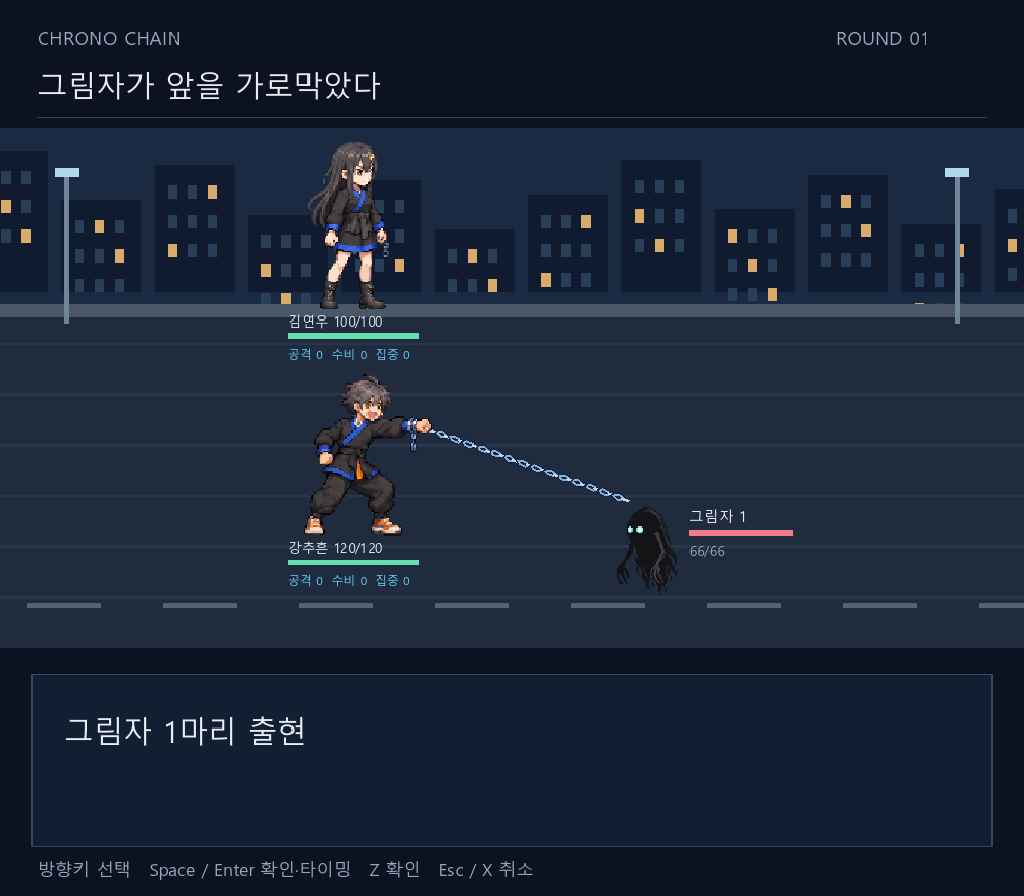 CHRONO CHAIN
ROUND 01
그림자가 앞을 가로막았다
김연우 100/100
공격 0 수비 0 집중 0
강추흔 120/120
공격 0 수비 0 집중 0
그림자 1
66/66
그림자 1마리 출현
방향키 선택 Space / Enter 확인·타이밍 Z 확인 Esc / X 취소